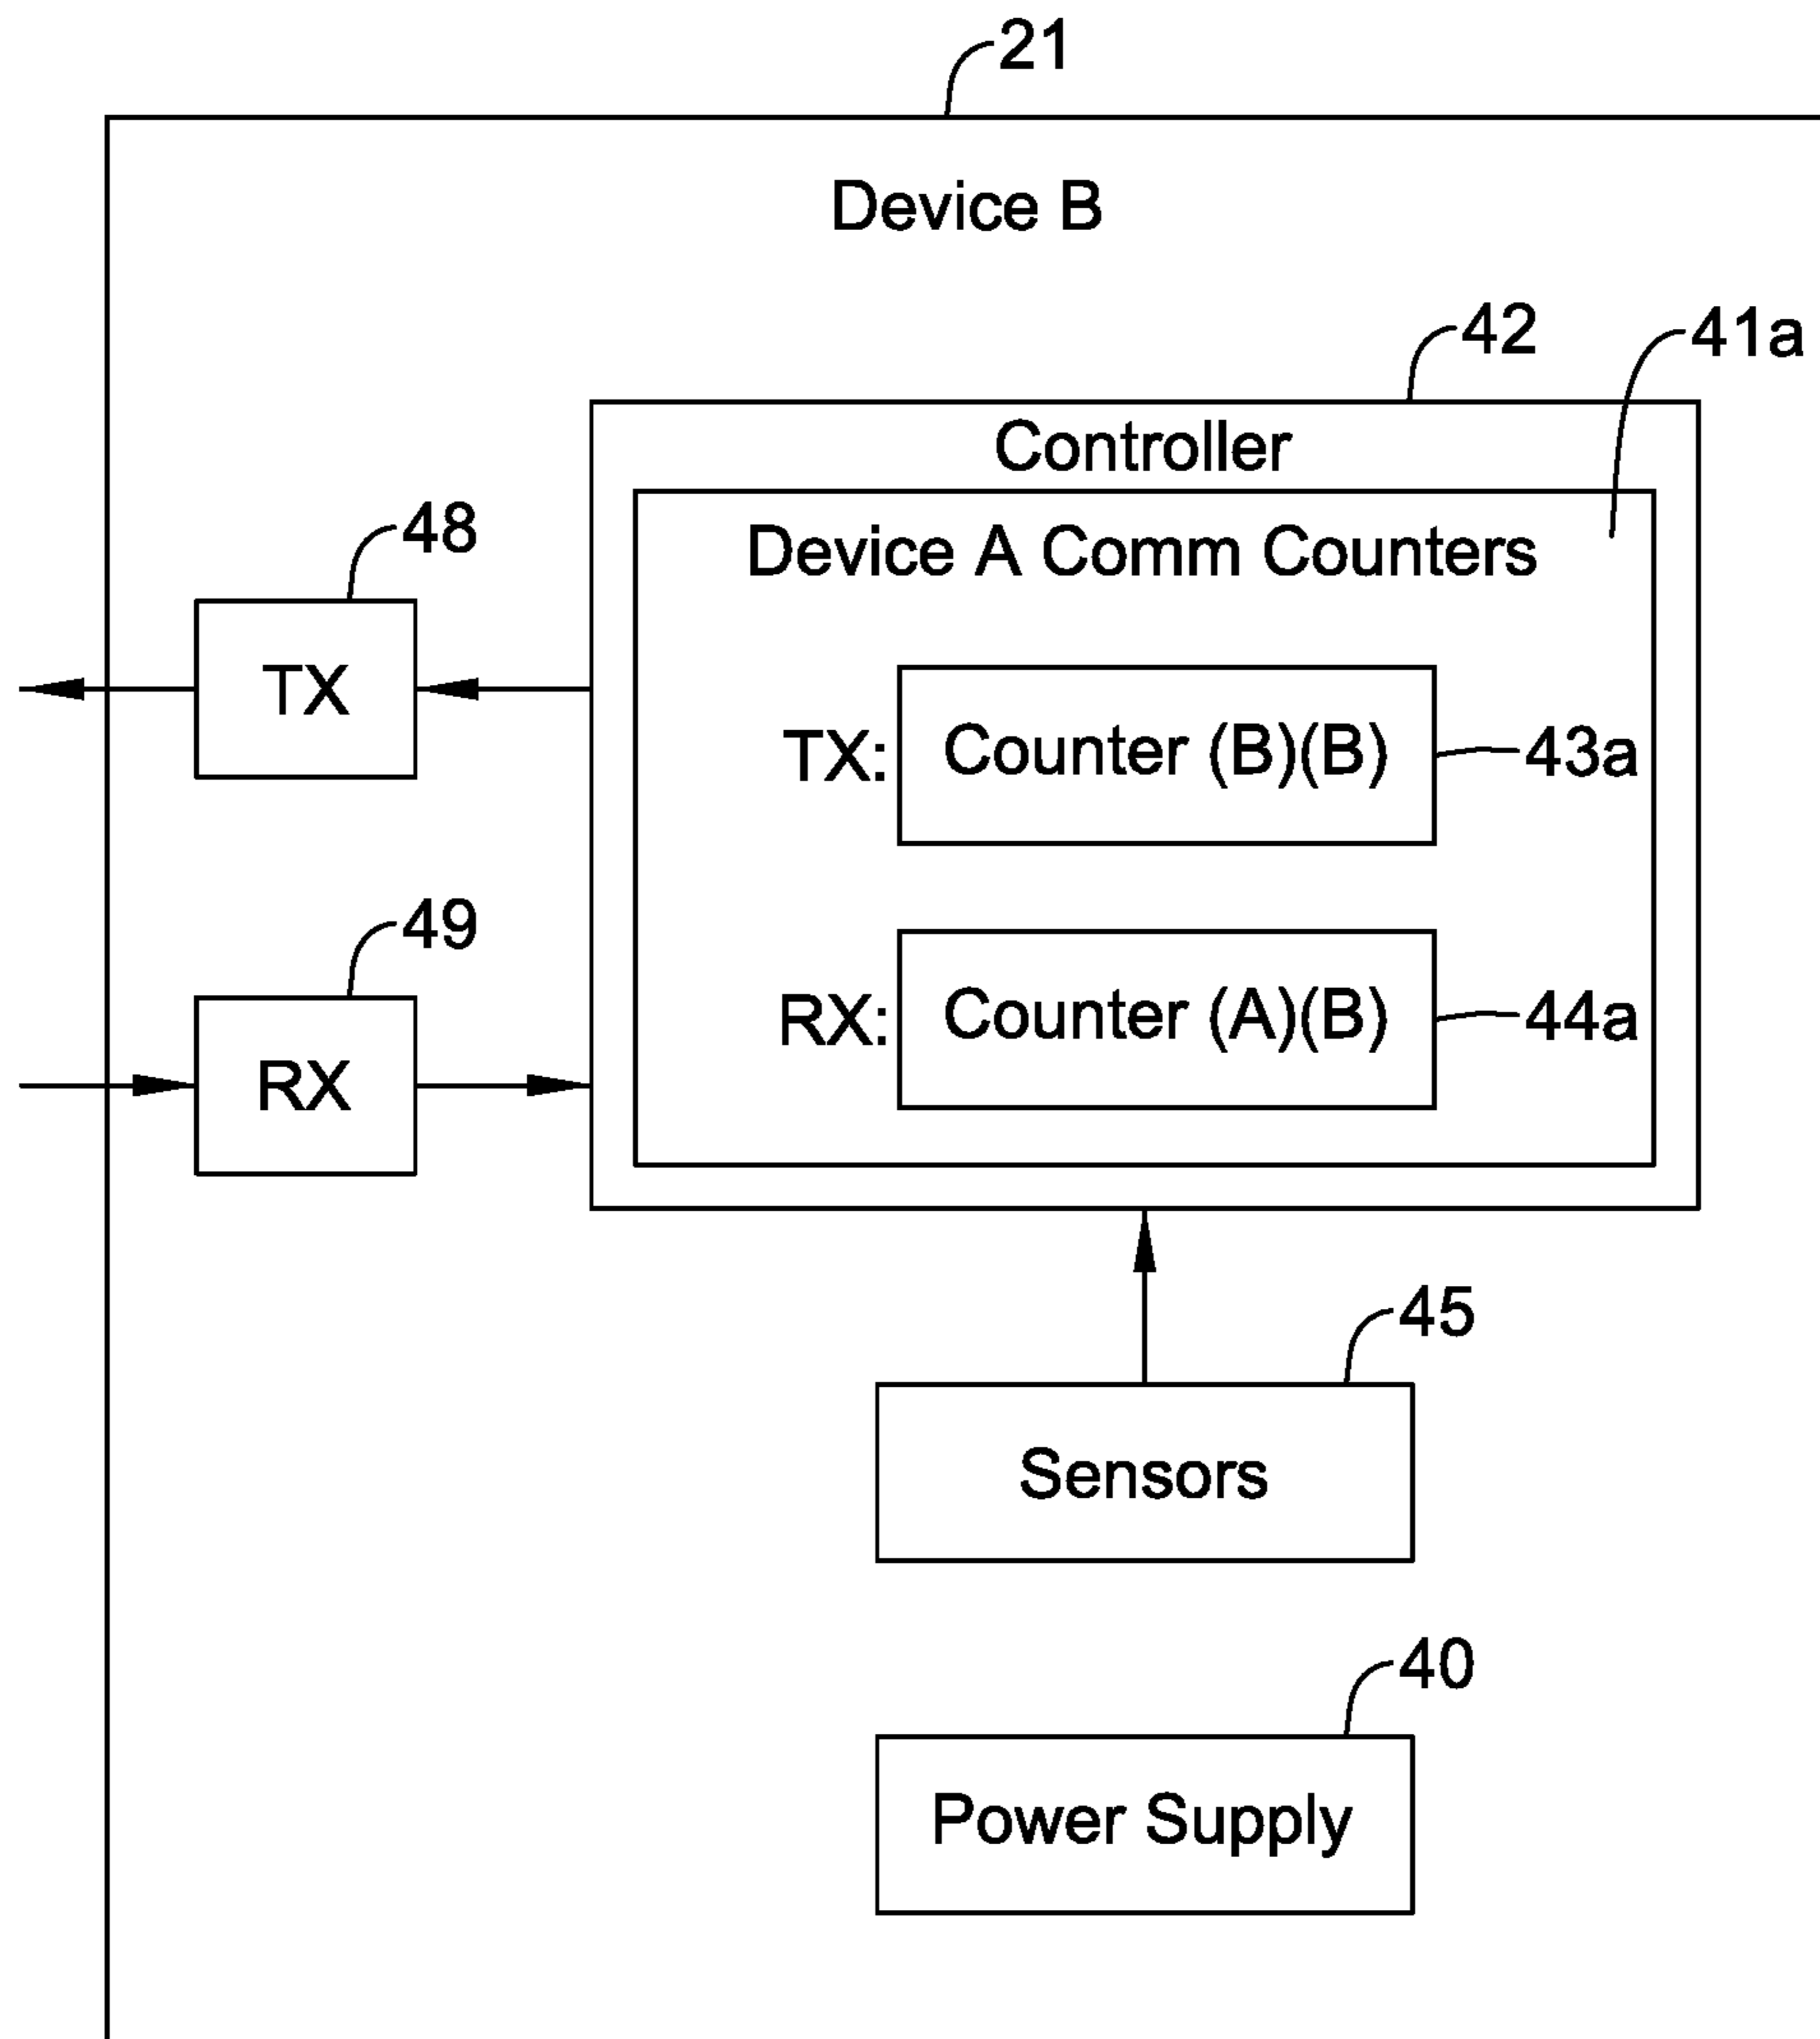 21
Device B
42
41a
Controller
Device A Comm Counters
48
TX
TX: Counter (B)(B) 43a
49
RX
RX: Counter (A)(B) 44a
45
Sensors
40
Power Supply